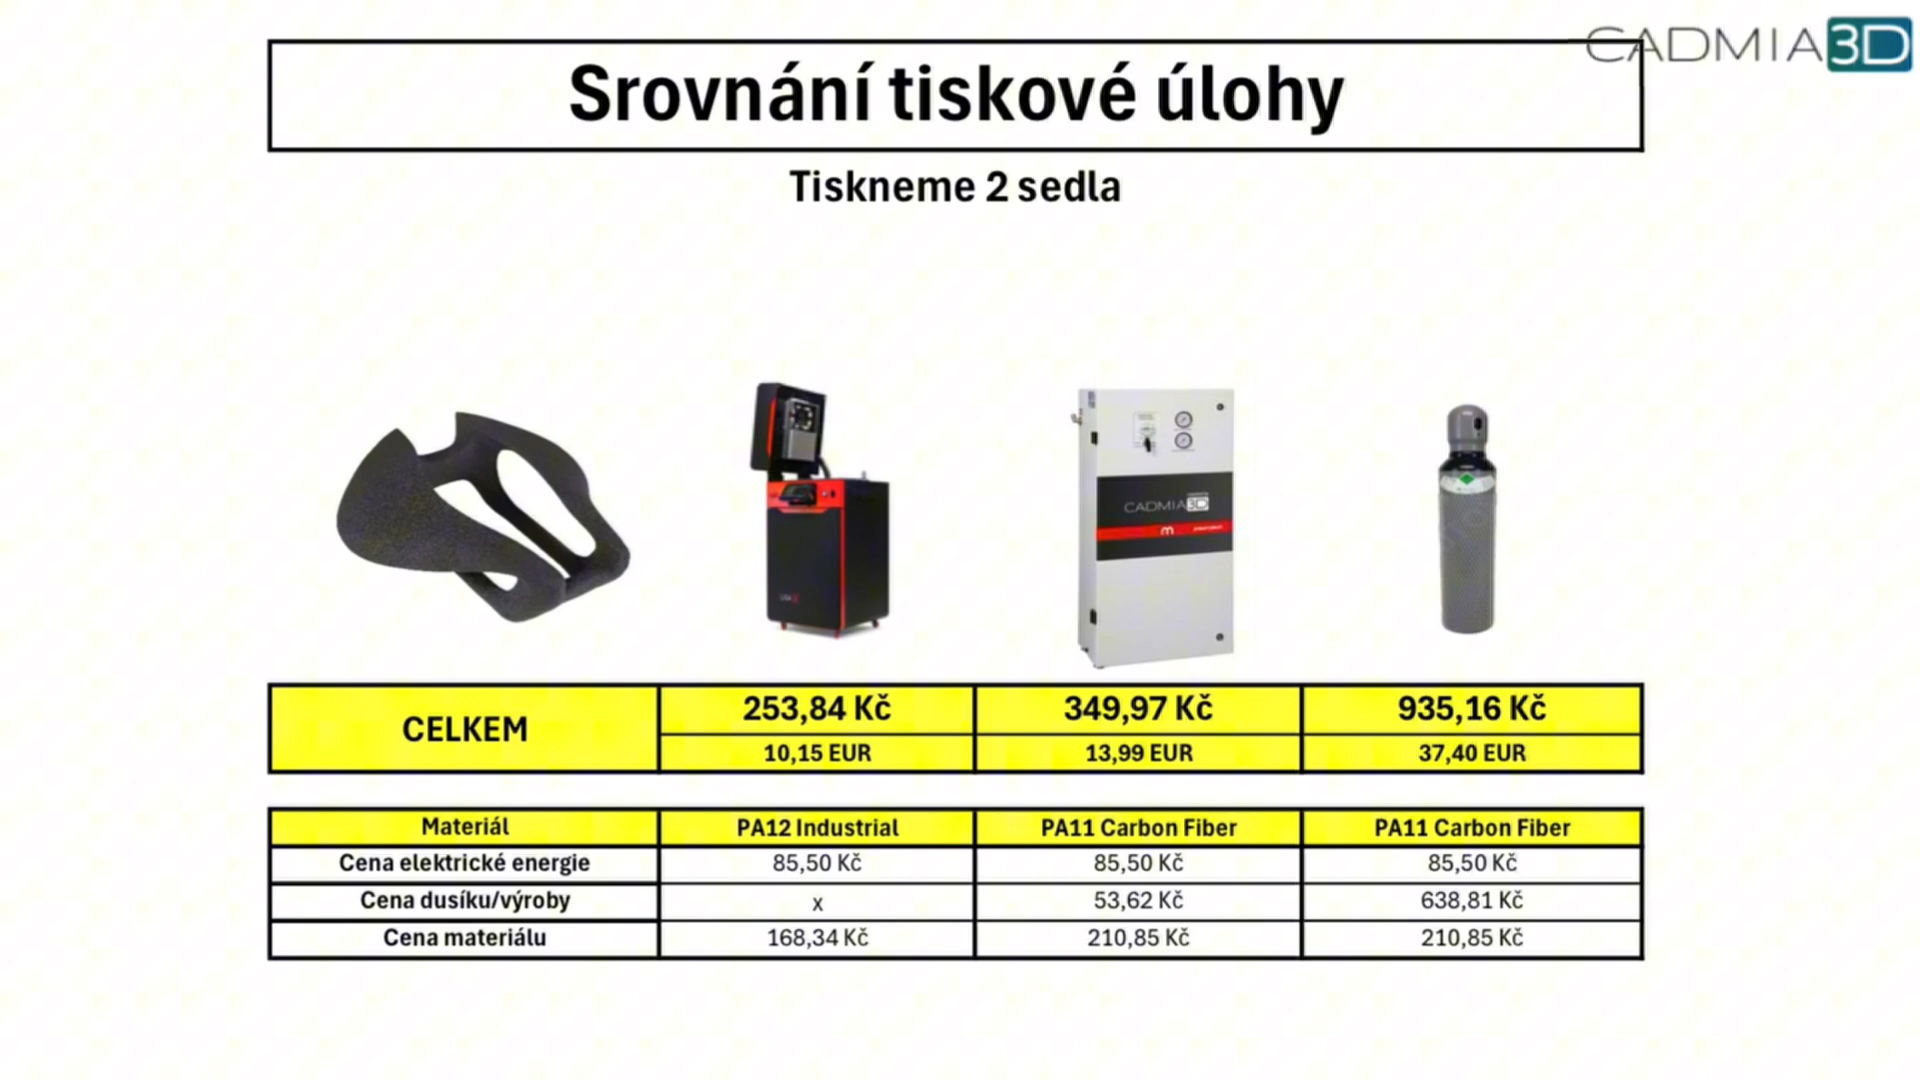 CADMIA3D
Srovnání tiskové úlohy
Tiskneme 2 sedla
CADMIA3D
CELKEM 253,84 Kč 349,97 Kč 935,16 Kč
10,15 EUR 13,99 EUR 37,40 EUR
Materiál PA12 Industrial PA11 Carbon Fiber PA11 Carbon Fiber
Cena elektrické energie 85,50 Kč 85,50 Kč 85,50 Kč
Cena dusíku/výroby x 53,62 Kč 638,81 Kč
Cena materiálu 168,34 Kč 210,85 Kč 210,85 Kč